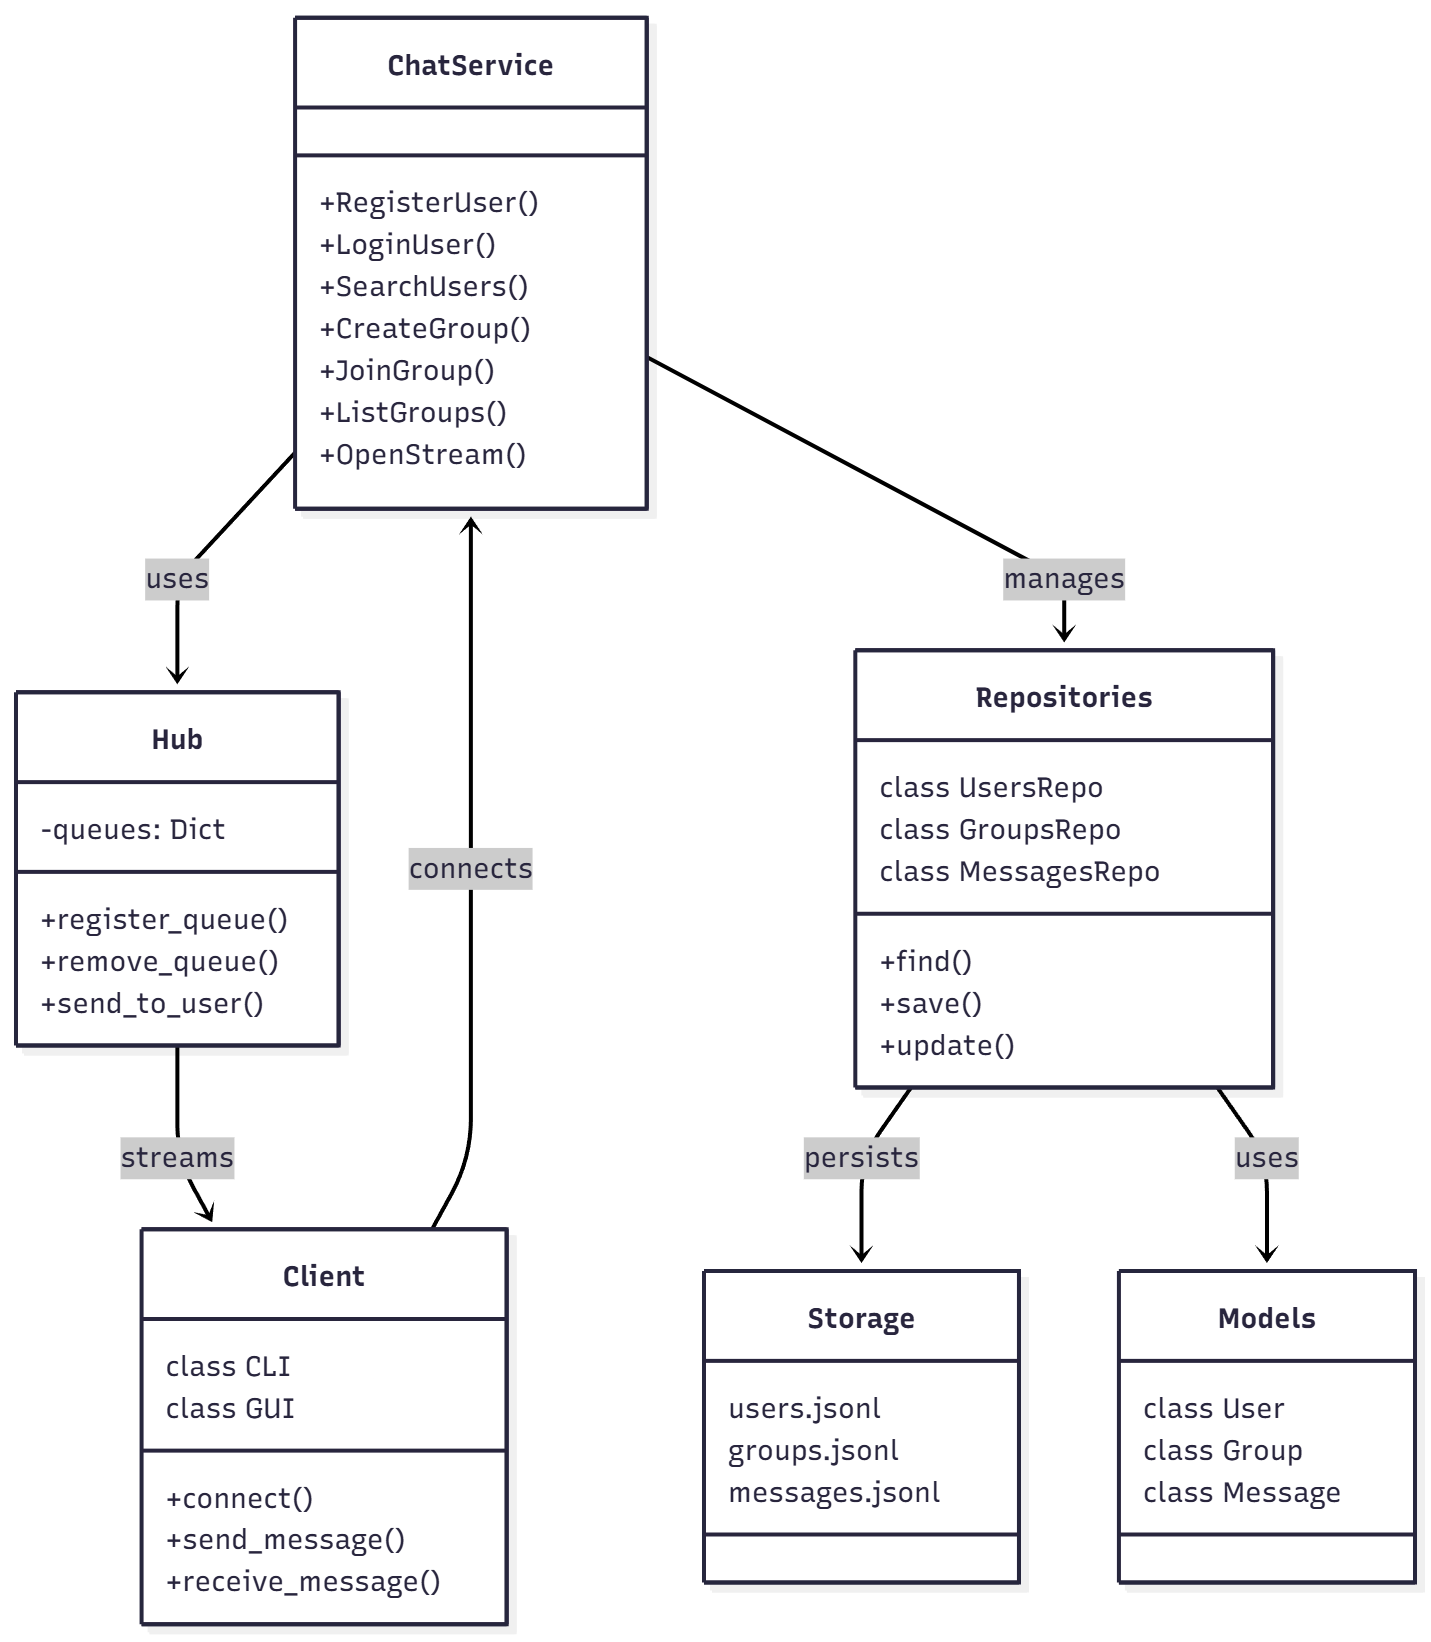 ChatService
+RegisterUser()
+LoginUser()
+SearchUsers()
+CreateGroup()
+JoinGroup()
+ListGroups()
+OpenStream()
uses
manages
connects
Hub
-queues: Dict
+register_queue()
+remove_queue()
+send_to_user()
Repositories
class UsersRepo
class GroupsRepo
class MessagesRepo
+find()
+save()
+update()
streams
persists
uses
Client
class CLI
class GUI
+connect()
+send_message()
+receive_message()
Storage
users.jsonl
groups.jsonl
messages.jsonl
Models
class User
class Group
class Message